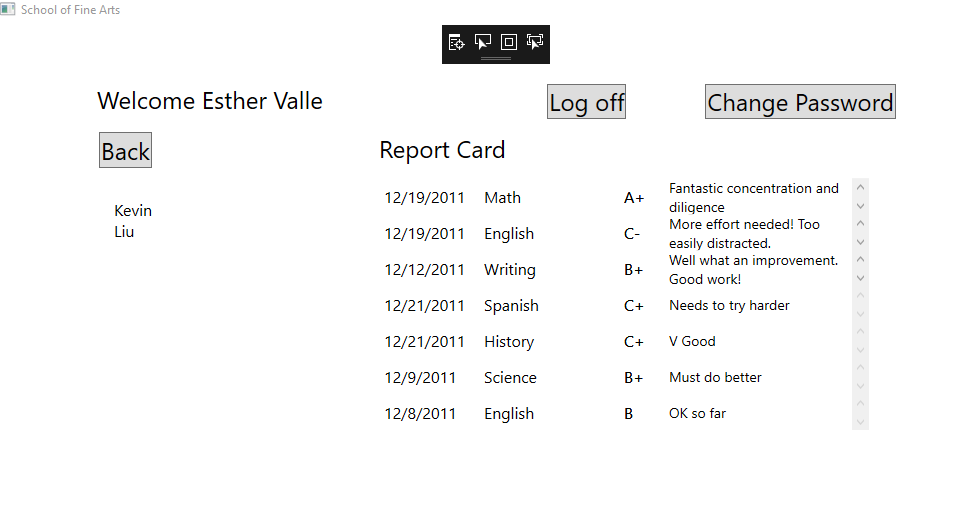 School of Fine Arts
Welcome Esther Valle
Log off
Change Password
Back
Report Card
Kevin
Liu
12/19/2011 Math A+ Fantastic concentration and
diligence
12/19/2011 English C- More effort needed! Too
easily distracted.
12/12/2011 Writing B+ Well what an improvement.
Good work!
12/21/2011 Spanish C+ Needs to try harder
12/21/2011 History C+ V Good
12/9/2011 Science B+ Must do better
12/8/2011 English B OK so far